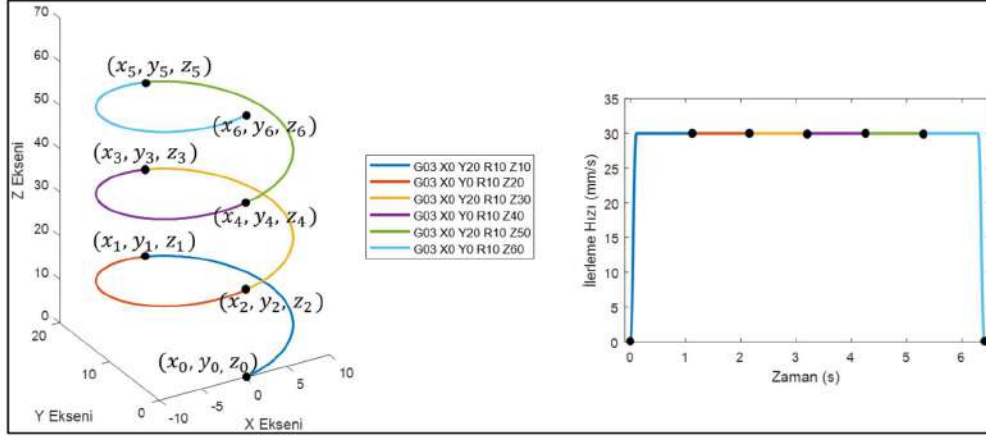 70
60
50
40
30
20
10
0
Z Ekseni
20
10
0
Y Ekseni
-10
-5
0
5
10
X Ekseni
(x₅, y₅, z₅)
(x₆, y₆, z₆)
(x₃, y₃, z₃)
(x₄, y₄, z₄)
(x₁, y₁, z₁)
(x₂, y₂, z₂)
(x₀, y₀, z₀)
G03 X0 Y20 R10 Z10
G03 X0 Y0 R10 Z20
G03 X0 Y20 R10 Z30
G03 X0 Y0 R10 Z40
G03 X0 Y20 R10 Z50
G03 X0 Y0 R10 Z60
35
30
25
20
15
10
5
0
İlerleme Hızı (mm/s)
0
1
2
3
4
5
6
Zaman (s)